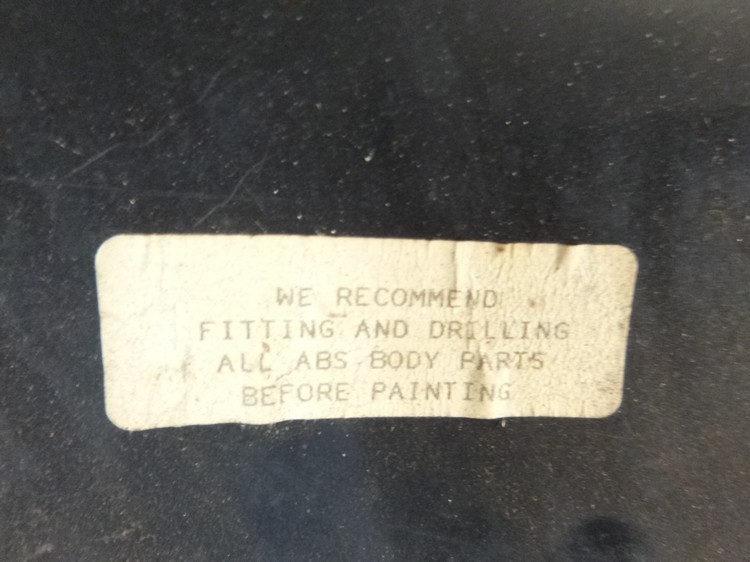 WE RECOMMEND
FITTING AND DRILLING
ALL ABS BODY PARTS
BEFORE PAINTING